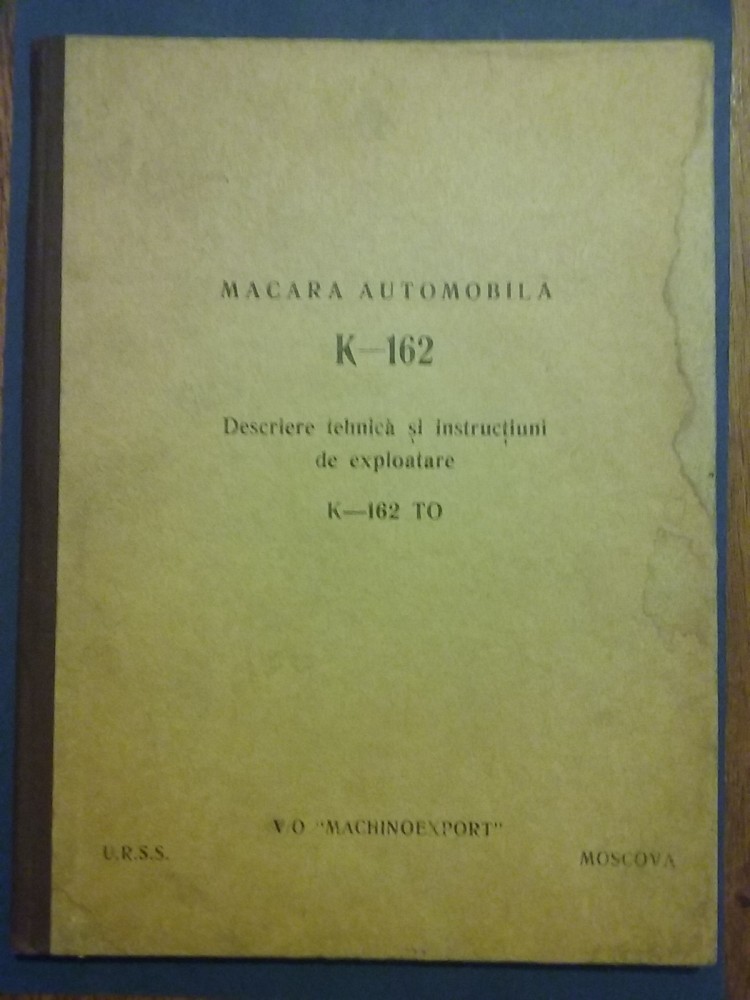 MACARA AUTOMOBILĂ
K—162
Descriere tehnică și instrucțiuni
de exploatare
K—162 TO
V/O "MACHINOEXPORT"
U.R.S.S.
MOSCOVA